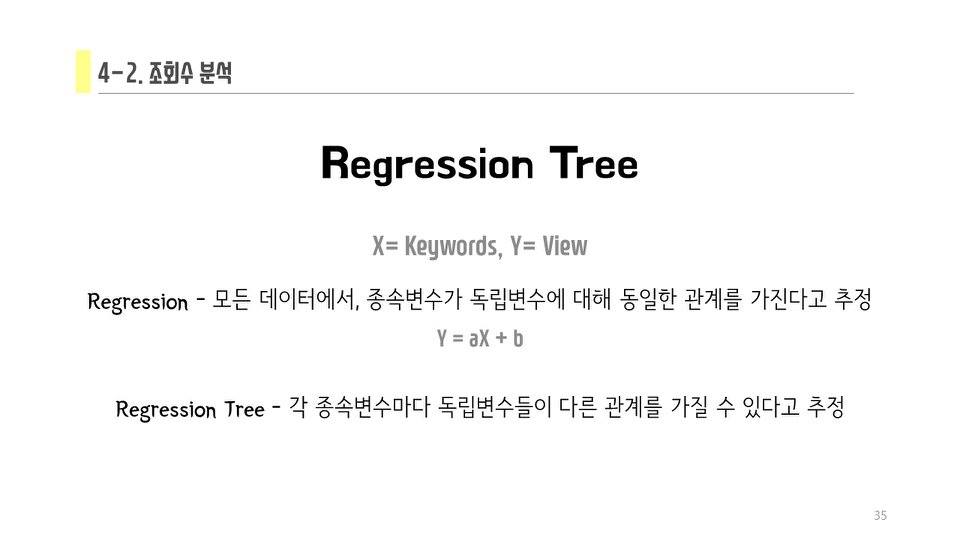 4-2. 조회수 분석
Regression Tree
X= Keywords, Y= View
Regression - 모든 데이터에서, 종속변수가 독립변수에 대해 동일한 관계를 가진다고 추정
Y = aX + b
Regression Tree - 각 종속변수마다 독립변수들이 다른 관계를 가질 수 있다고 추정
35